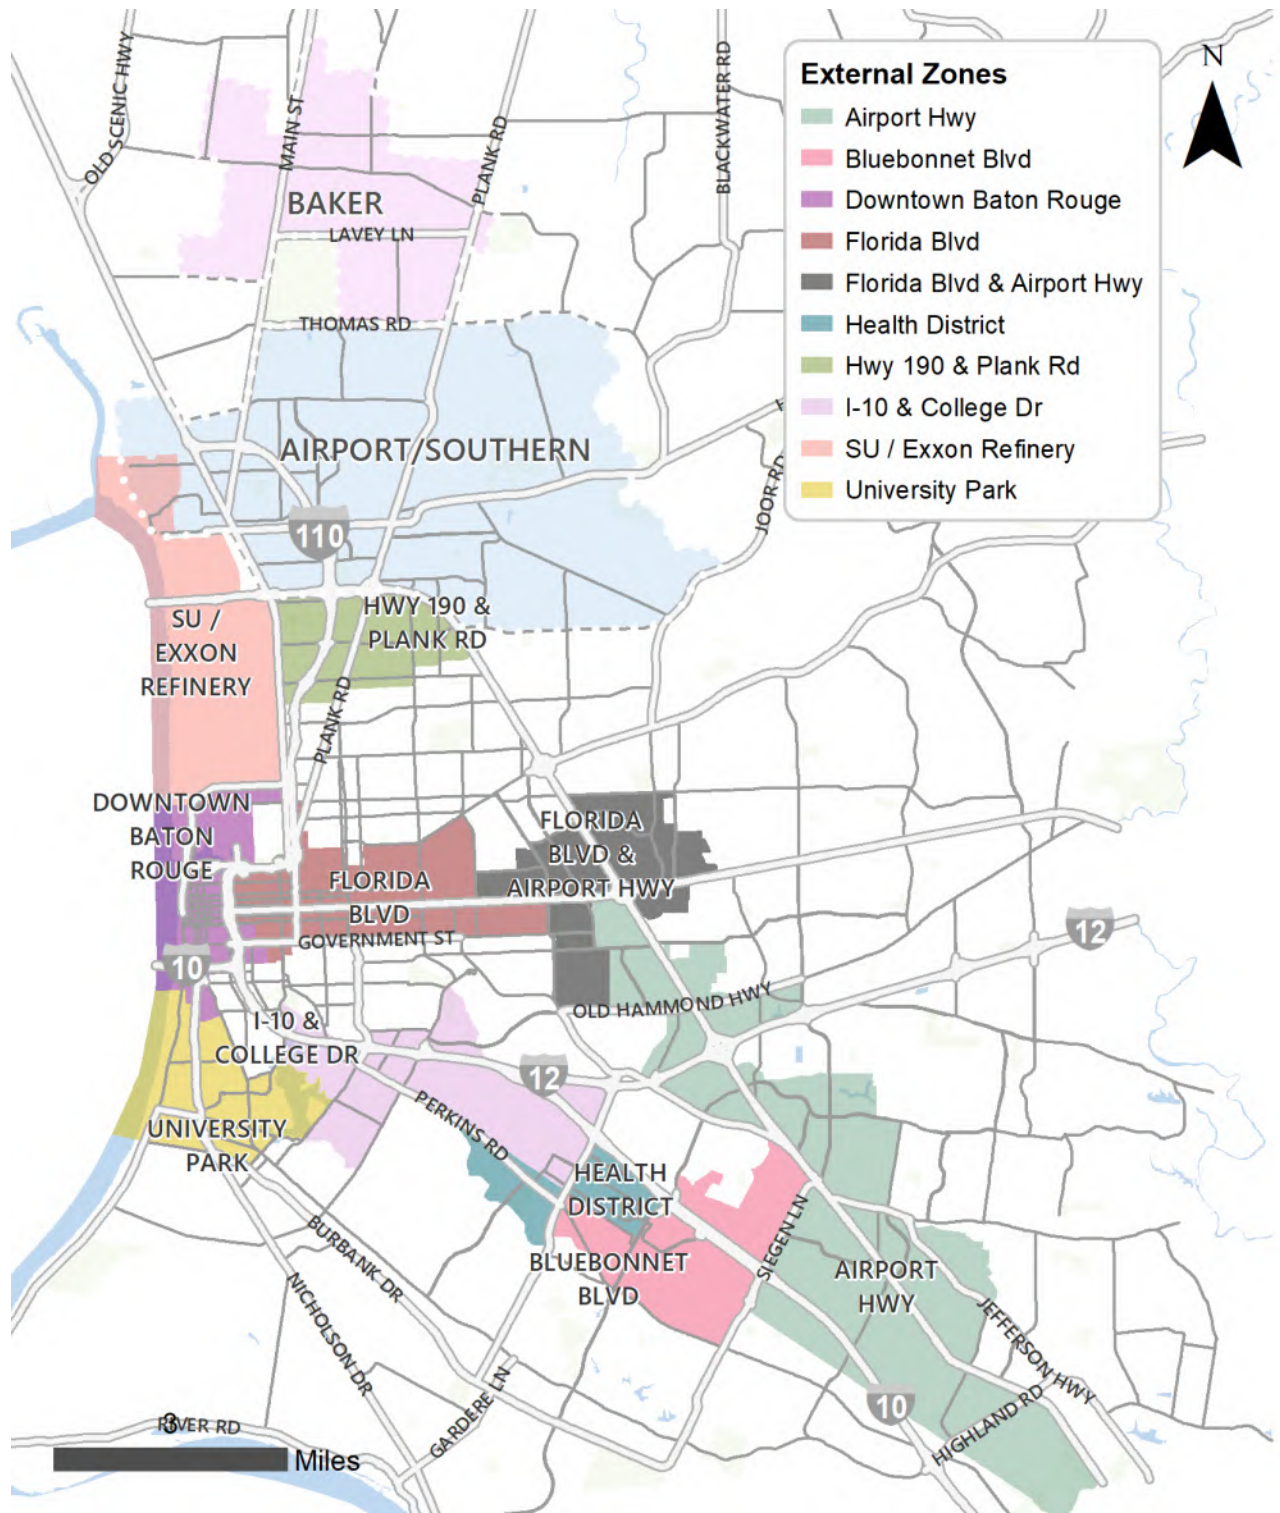 N
External Zones
Airport Hwy
Bluebonnet Blvd
Downtown Baton Rouge
Florida Blvd
Florida Blvd & Airport Hwy
Health District
Hwy 190 & Plank Rd
I-10 & College Dr
SU / Exxon Refinery
University Park
OLD SCENIC HWY
MAIN ST
PLANK RD
BLACKWATER RD
BAKER
LAVEY LN
THOMAS RD
H
AIRPORT/SOUTHERN
JOOR RD
110
HWY 190 &
PLANK RD
SU /
EXXON
REFINERY
PLANK RD
DOWNTOWN
BATON
ROUGE
FLORIDA
BLVD &
AIRPORT HWY
FLORIDA
BLVD
GOVERNMENT ST
12
10
OLD HAMMOND HWY
I-10 &
COLLEGE DR
12
PERKINS RD
UNIVERSITY
PARK
HEALTH
DISTRICT
BURBANK DR
BLUEBONNET
BLVD
SIEGEN LN
AIRPORT
HWY
NICHOLSON DR
JEFFERSON HWY
GARDERE LN
10
HIGHLAND RD
RIVER RD
3
Miles